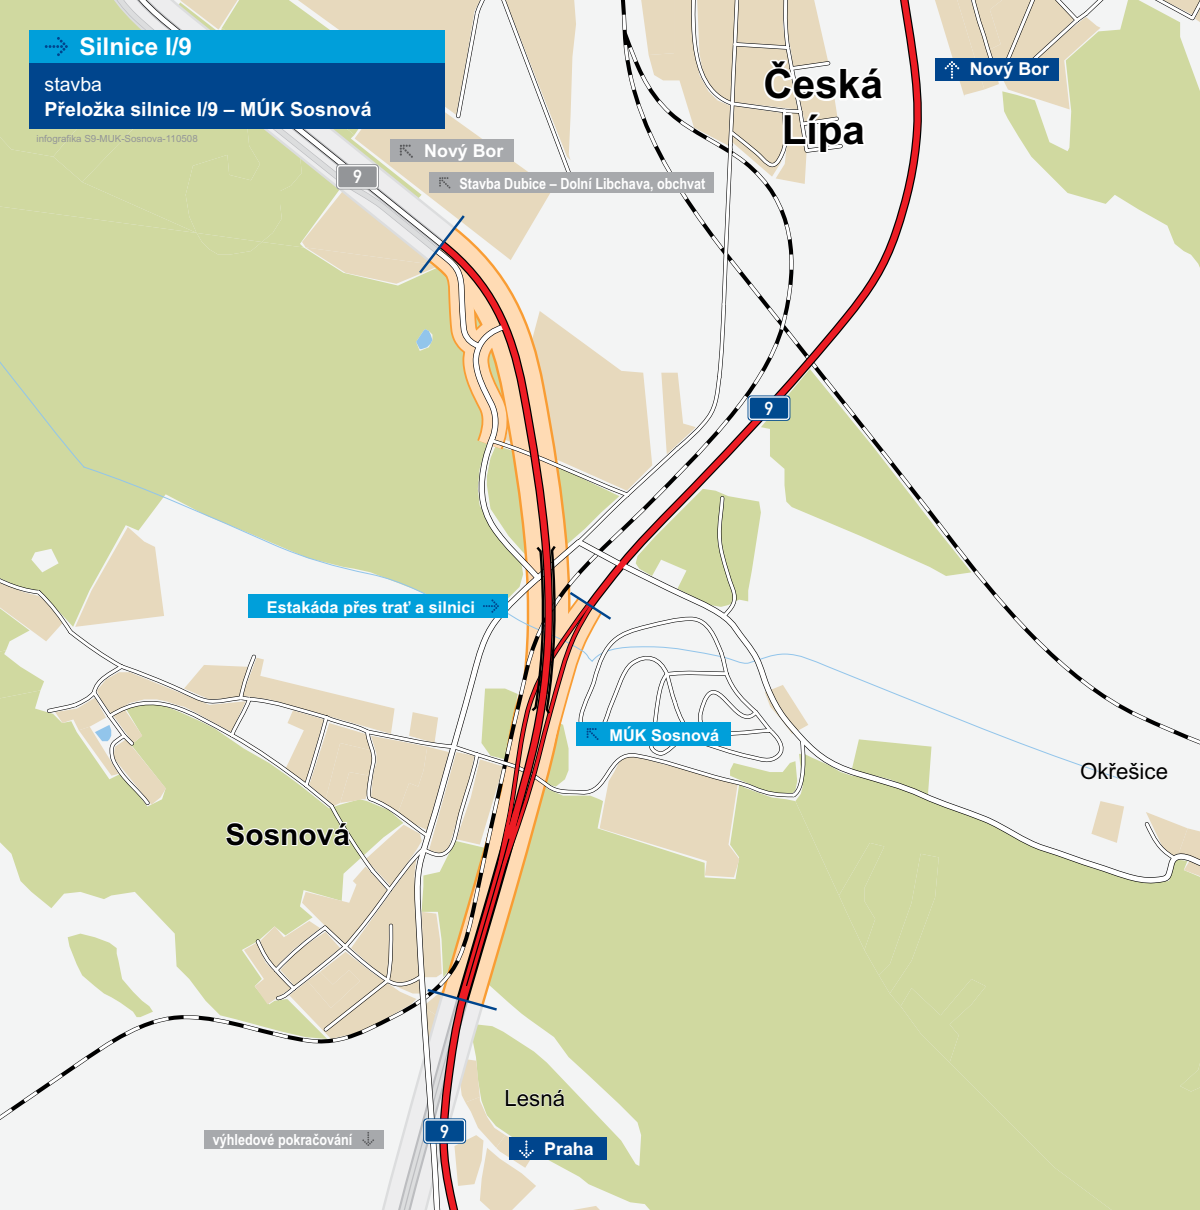 Silnice I/9
stavba
Přeložka silnice I/9 – MÚK Sosnová
infografika S9-MUK-Sosnova-110508
Nový Bor
Česká
Lípa
Nový Bor
9
Stavba Dubice – Dolní Libchava, obchvat
9
Estakáda přes trať a silnici
MÚK Sosnová
Okřešice
Sosnová
Lesná
9
výhledové pokračování
Praha